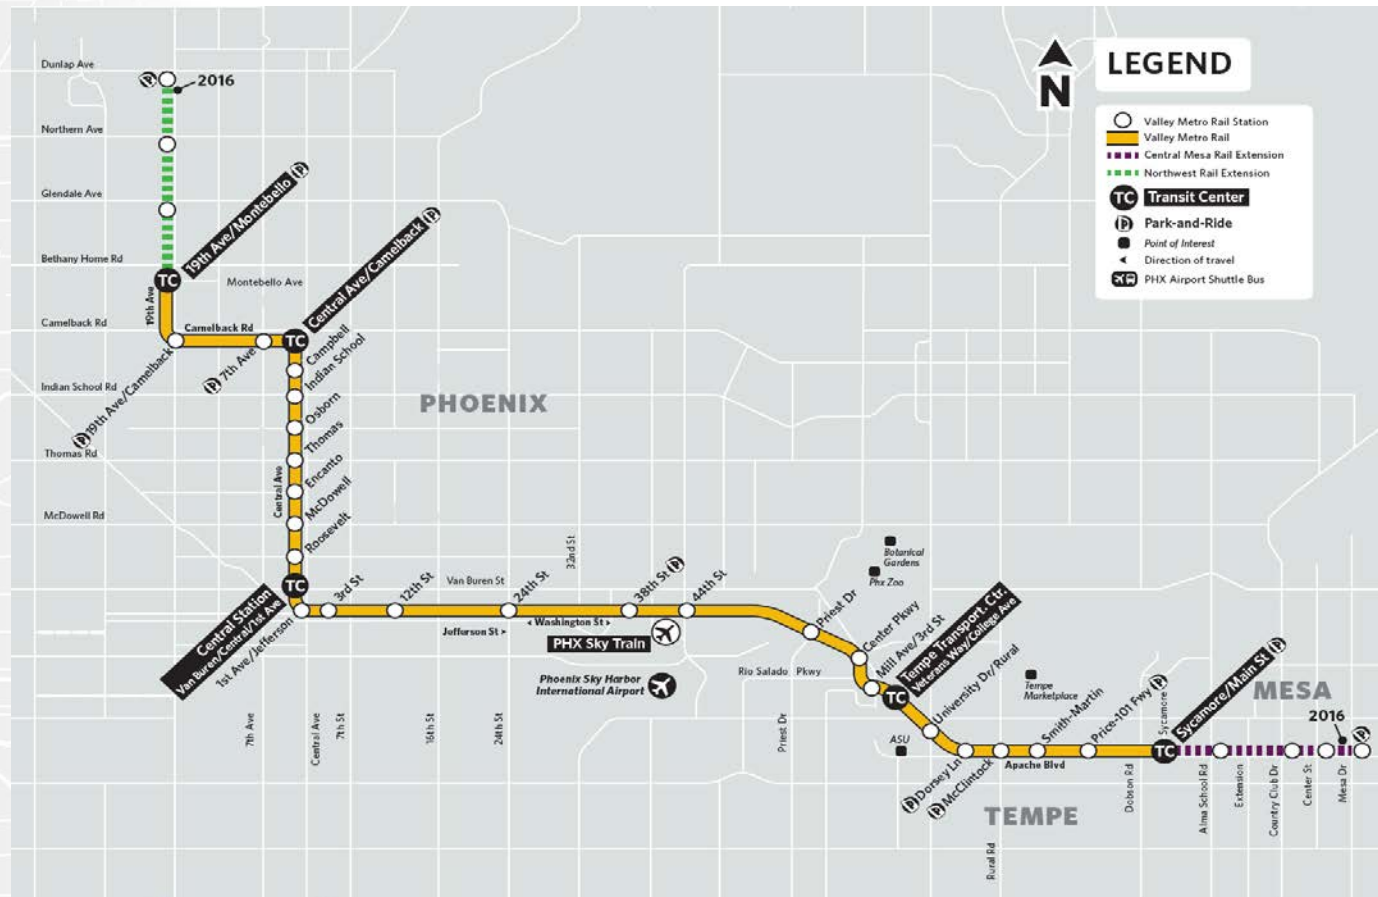 LEGEND
Valley Metro Rail Station
Valley Metro Rail
Central Mesa Rail Extension
Northwest Rail Extension
TC Transit Center
P Park-and-Ride
Point of Interest
Direction of travel
PHX Airport Shuttle Bus
N
Dunlap Ave
P
2016
Northern Ave
Glendale Ave
Bethany Home Rd
TC
19th Ave/Montebello P
19th Ave
Montebello Ave
Camelback Rd
Camelback Rd
TC
Central Ave/Camelback P
P 19th Ave/Camelback
P 7th Ave
Campbell
Indian School Rd
Indian School
PHOENIX
Osborn
Thomas Rd
Thomas
Encanto
Central Ave
McDowell Rd
McDowell
Roosevelt
TC
Central Station
Van Buren/Central/1st Ave
1st Ave/Jefferson
3rd St
12th St
Van Buren St
24th St
32nd St
38th St P
44th St
Jefferson St
Washington St
PHX Sky Train
Phoenix Sky Harbor
International Airport
7th Ave
Central Ave
7th St
16th St
24th St
Botanical
Gardens
Phx Zoo
Priest Dr
Center Pkwy
Mill Ave/3rd St
Rio Salado Pkwy
Priest Dr
TC
Tempe Transport. Ctr.
Veterans Way/College Ave
University Dr/Rural
Tempe
Marketplace
ASU
P Dorsey Ln
P McClintock
Apache Blvd
Smith-Martin
Price-101 Fwy P
Sycamore
TC
Sycamore/Main St P
MESA
2016
P
TEMPE
Rural Rd
Dobson Rd
Alma School Rd
Extension
Country Club Dr
Center St
Mesa Dr